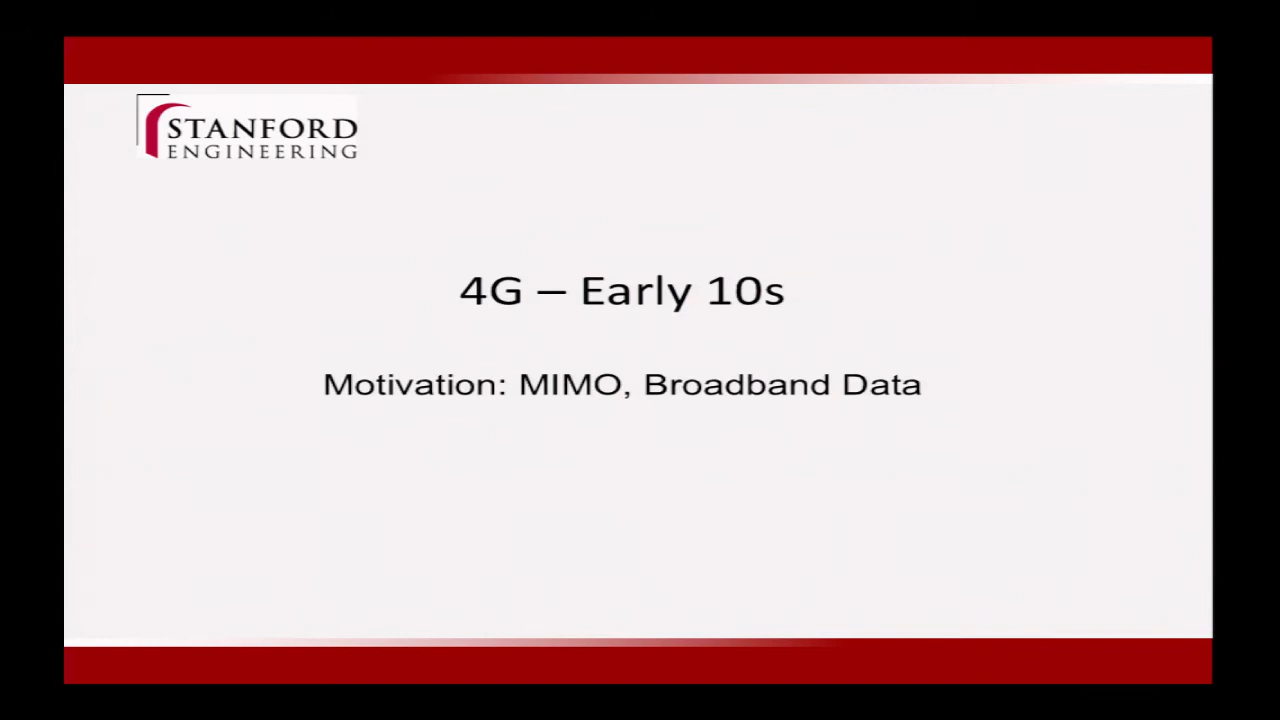 STANFORD
ENGINEERING
4G – Early 10s
Motivation: MIMO, Broadband Data